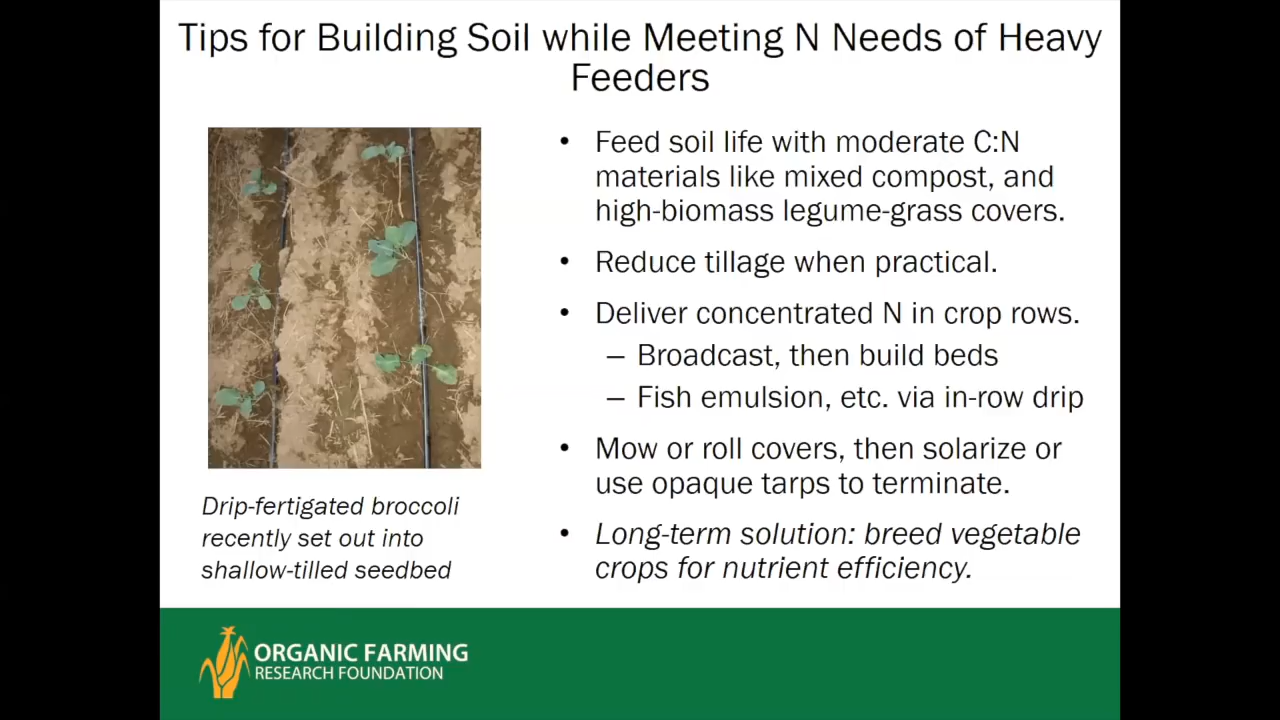 Tips for Building Soil while Meeting N Needs of Heavy
Feeders
• Feed soil life with moderate C:N
materials like mixed compost, and
high-biomass legume-grass covers.
• Reduce tillage when practical.
• Deliver concentrated N in crop rows.
– Broadcast, then build beds
– Fish emulsion, etc. via in-row drip
• Mow or roll covers, then solarize or
use opaque tarps to terminate.
• Long-term solution: breed vegetable
crops for nutrient efficiency.
Drip-fertigated broccoli
recently set out into
shallow-tilled seedbed
ORGANIC FARMING
RESEARCH FOUNDATION